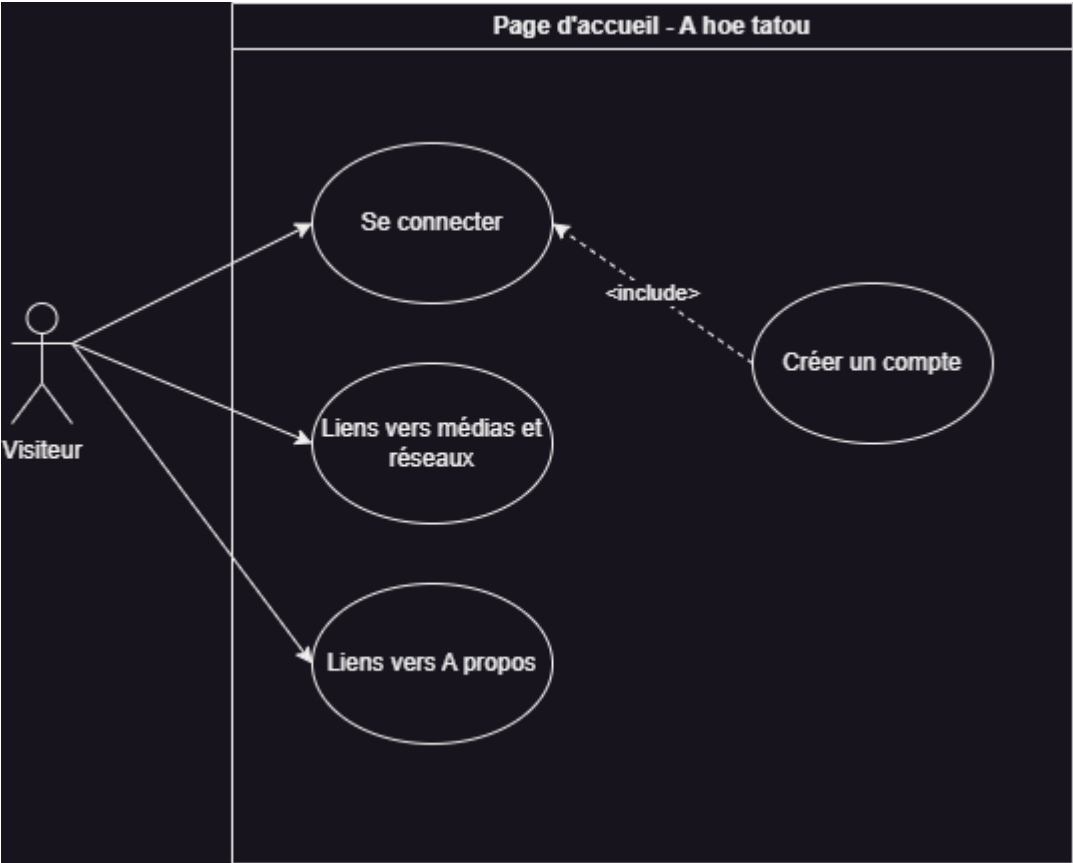 Page d'accueil - A hoe tatou
Se connecter
<include>
Créer un compte
Visiteur
Liens vers médias et
réseaux
Liens vers A propos